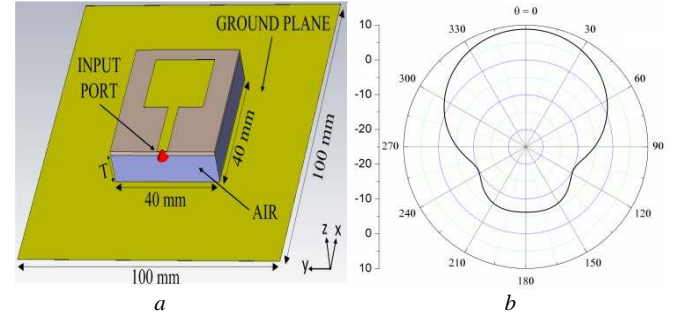 GROUND PLANE
INPUT
PORT
T
40 mm
40 mm
100 mm
AIR
z x
y
100 mm
a
10
0
-10
-20
-20
-10
0
10
θ = 0
30
60
90
120
150
180
210
240
270
300
330
b